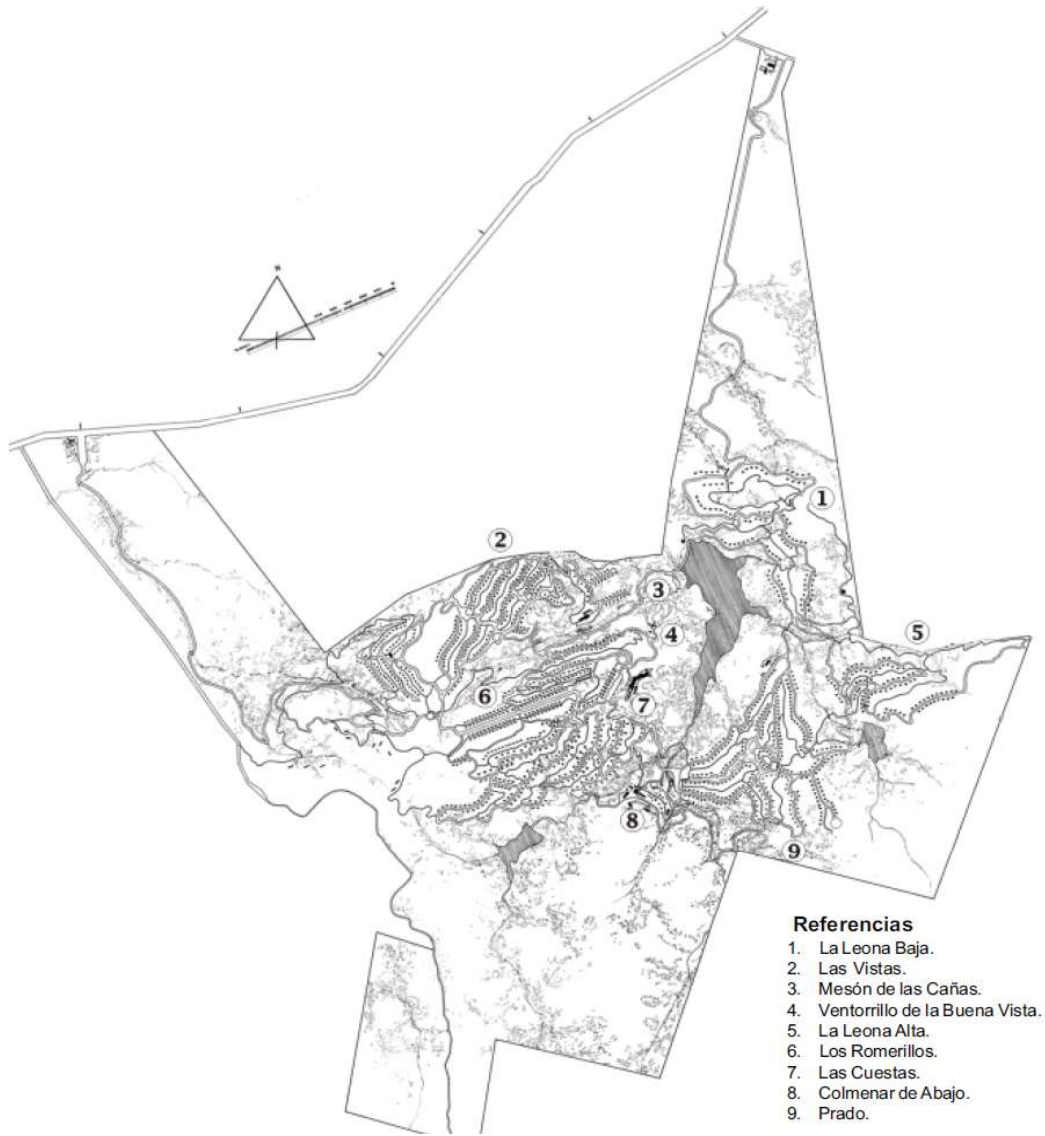 N
1
2
3
4
5
6
7
8
9
Referencias
1. La Leona Baja.
2. Las Vistas.
3. Mesón de las Cañas.
4. Ventorrillo de la Buena Vista.
5. La Leona Alta.
6. Los Romerillos.
7. Las Cuestas.
8. Colmenar de Abajo.
9. Prado.